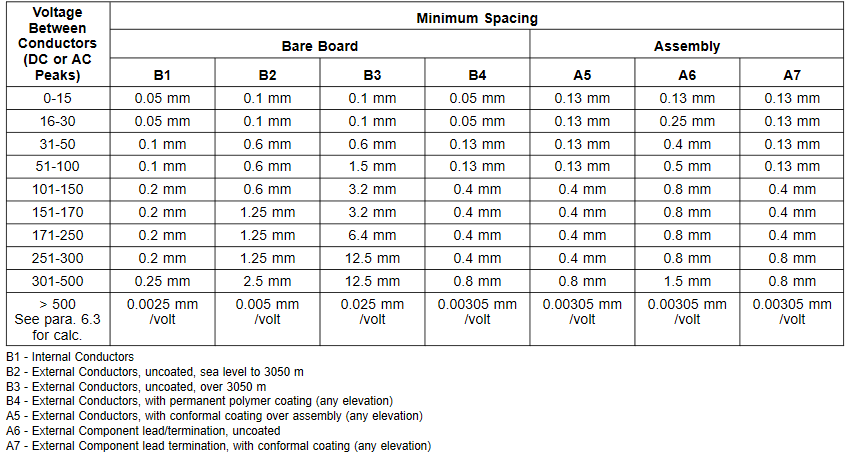 Voltage
Between
Conductors
(DC or AC
Peaks)
Minimum Spacing
Bare Board
Assembly
B1 B2 B3 B4 A5 A6 A7
0-15 0.05 mm 0.1 mm 0.1 mm 0.05 mm 0.13 mm 0.13 mm 0.13 mm
16-30 0.05 mm 0.1 mm 0.1 mm 0.05 mm 0.13 mm 0.25 mm 0.13 mm
31-50 0.1 mm 0.6 mm 0.6 mm 0.13 mm 0.13 mm 0.4 mm 0.13 mm
51-100 0.1 mm 0.6 mm 1.5 mm 0.13 mm 0.13 mm 0.5 mm 0.13 mm
101-150 0.2 mm 0.6 mm 3.2 mm 0.4 mm 0.4 mm 0.8 mm 0.4 mm
151-170 0.2 mm 1.25 mm 3.2 mm 0.4 mm 0.4 mm 0.8 mm 0.4 mm
171-250 0.2 mm 1.25 mm 6.4 mm 0.4 mm 0.4 mm 0.8 mm 0.4 mm
251-300 0.2 mm 1.25 mm 12.5 mm 0.4 mm 0.4 mm 0.8 mm 0.8 mm
301-500 0.25 mm 2.5 mm 12.5 mm 0.8 mm 0.8 mm 1.5 mm 0.8 mm
> 500 0.0025 mm 0.005 mm 0.025 mm 0.00305 mm 0.00305 mm 0.00305 mm 0.00305 mm
See para. 6.3 /volt /volt /volt /volt /volt /volt /volt
for calc.
B1 - Internal Conductors
B2 - External Conductors, uncoated, sea level to 3050 m
B3 - External Conductors, uncoated, over 3050 m
B4 - External Conductors, with permanent polymer coating (any elevation)
A5 - External Conductors, with conformal coating over assembly (any elevation)
A6 - External Component lead/termination, uncoated
A7 - External Component lead termination, with conformal coating (any elevation)